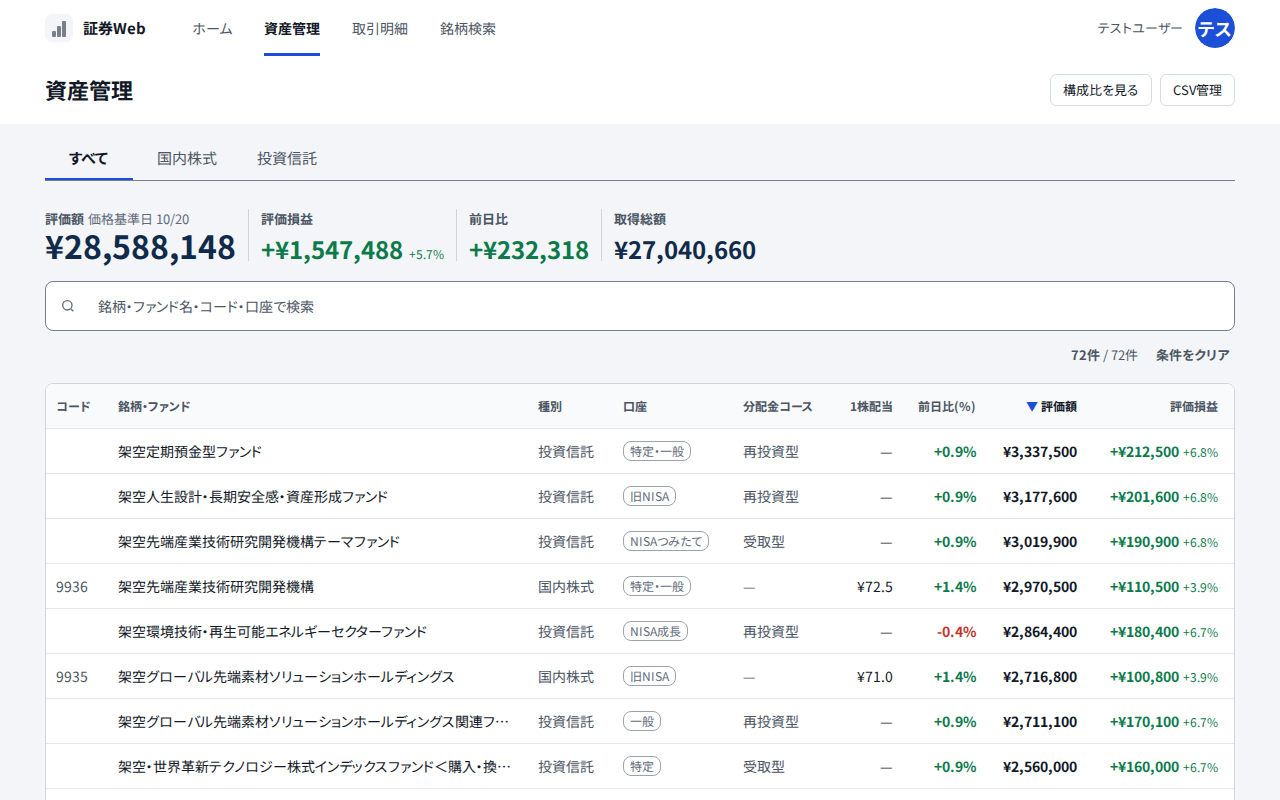 証券Web ホーム 資産管理 取引明細 銘柄検索 テストユーザー テス
資産管理 構成比を見る CSV管理
すべて 国内株式 投資信託
評価額 価格基準日 10/20 評価損益 前日比 取得総額
¥28,588,148 +¥1,547,488 +5.7% +¥232,318 ¥27,040,660
銘柄・ファンド名・コード・口座で検索
72件 / 72件 条件をクリア
コード 銘柄・ファンド 種別 口座 分配金コース 1株配当 前日比(%) ▼評価額 評価損益
架空定期預金型ファンド 投資信託 特定・一般 再投資型 — +0.9% ¥3,337,500 +¥212,500 +6.8%
架空人生設計・長期安全感・資産形成ファンド 投資信託 旧NISA 再投資型 — +0.9% ¥3,177,600 +¥201,600 +6.8%
架空先端産業技術研究開発機構テーマファンド 投資信託 NISAつみたて 受取型 — +0.9% ¥3,019,900 +¥190,900 +6.8%
9936 架空先端産業技術研究開発機構 国内株式 特定・一般 — ¥72.5 +1.4% ¥2,970,500 +¥110,500 +3.9%
架空環境技術・再生可能エネルギーセクターファンド 投資信託 NISA成長 再投資型 — -0.4% ¥2,864,400 +¥180,400 +6.7%
9935 架空グローバル先端素材ソリューションホールディングス 国内株式 旧NISA — ¥71.0 +1.4% ¥2,716,800 +¥100,800 +3.9%
架空グローバル先端素材ソリューションホールディングス関連フ… 投資信託 一般 再投資型 — +0.9% ¥2,711,100 +¥170,100 +6.7%
架空・世界革新テクノロジー株式インデックスファンド＜購入・換… 投資信託 特定 受取型 — +0.9% ¥2,560,000 +¥160,000 +6.7%